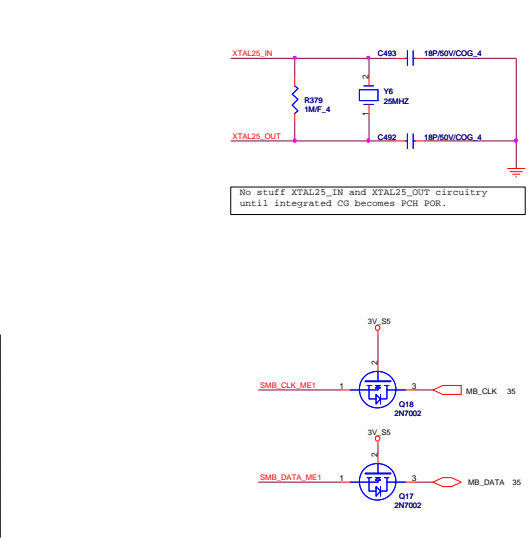 XTAL25_IN
C493 18P/50V/COG_4
2
R379
1M/F_4
Y6
25MHZ
1
XTAL25_OUT
C492 18P/50V/COG_4
No stuff XTAL25_IN and XTAL25_OUT circuitry
until integrated CG becomes PCH POR.
3V_S5
2
SMB_CLK_ME1 1 3 MB_CLK 35
Q18
2N7002
3V_S5
2
SMB_DATA_ME1 1 3 MB_DATA 35
Q17
2N7002